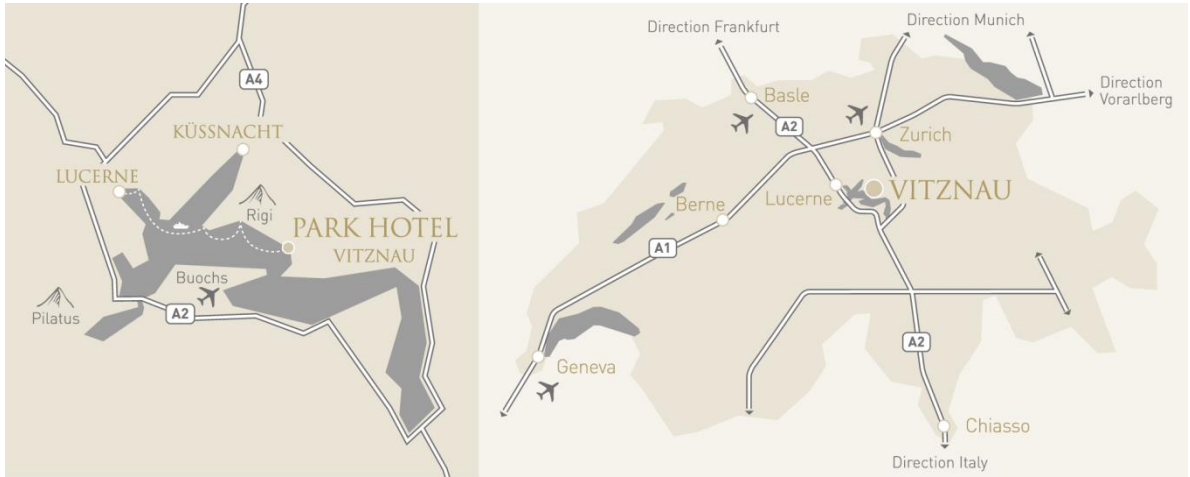 A4
KÜSSNACHT
LUCERNE
Rigi
PARK HOTEL
VITZNAU
Buochs
Pilatus
A2
Direction Frankfurt
Direction Munich
Direction
Vorarlberg
Basle
A2
Zurich
Lucerne
VITZNAU
Berne
A1
A2
Geneva
Chiasso
Direction Italy